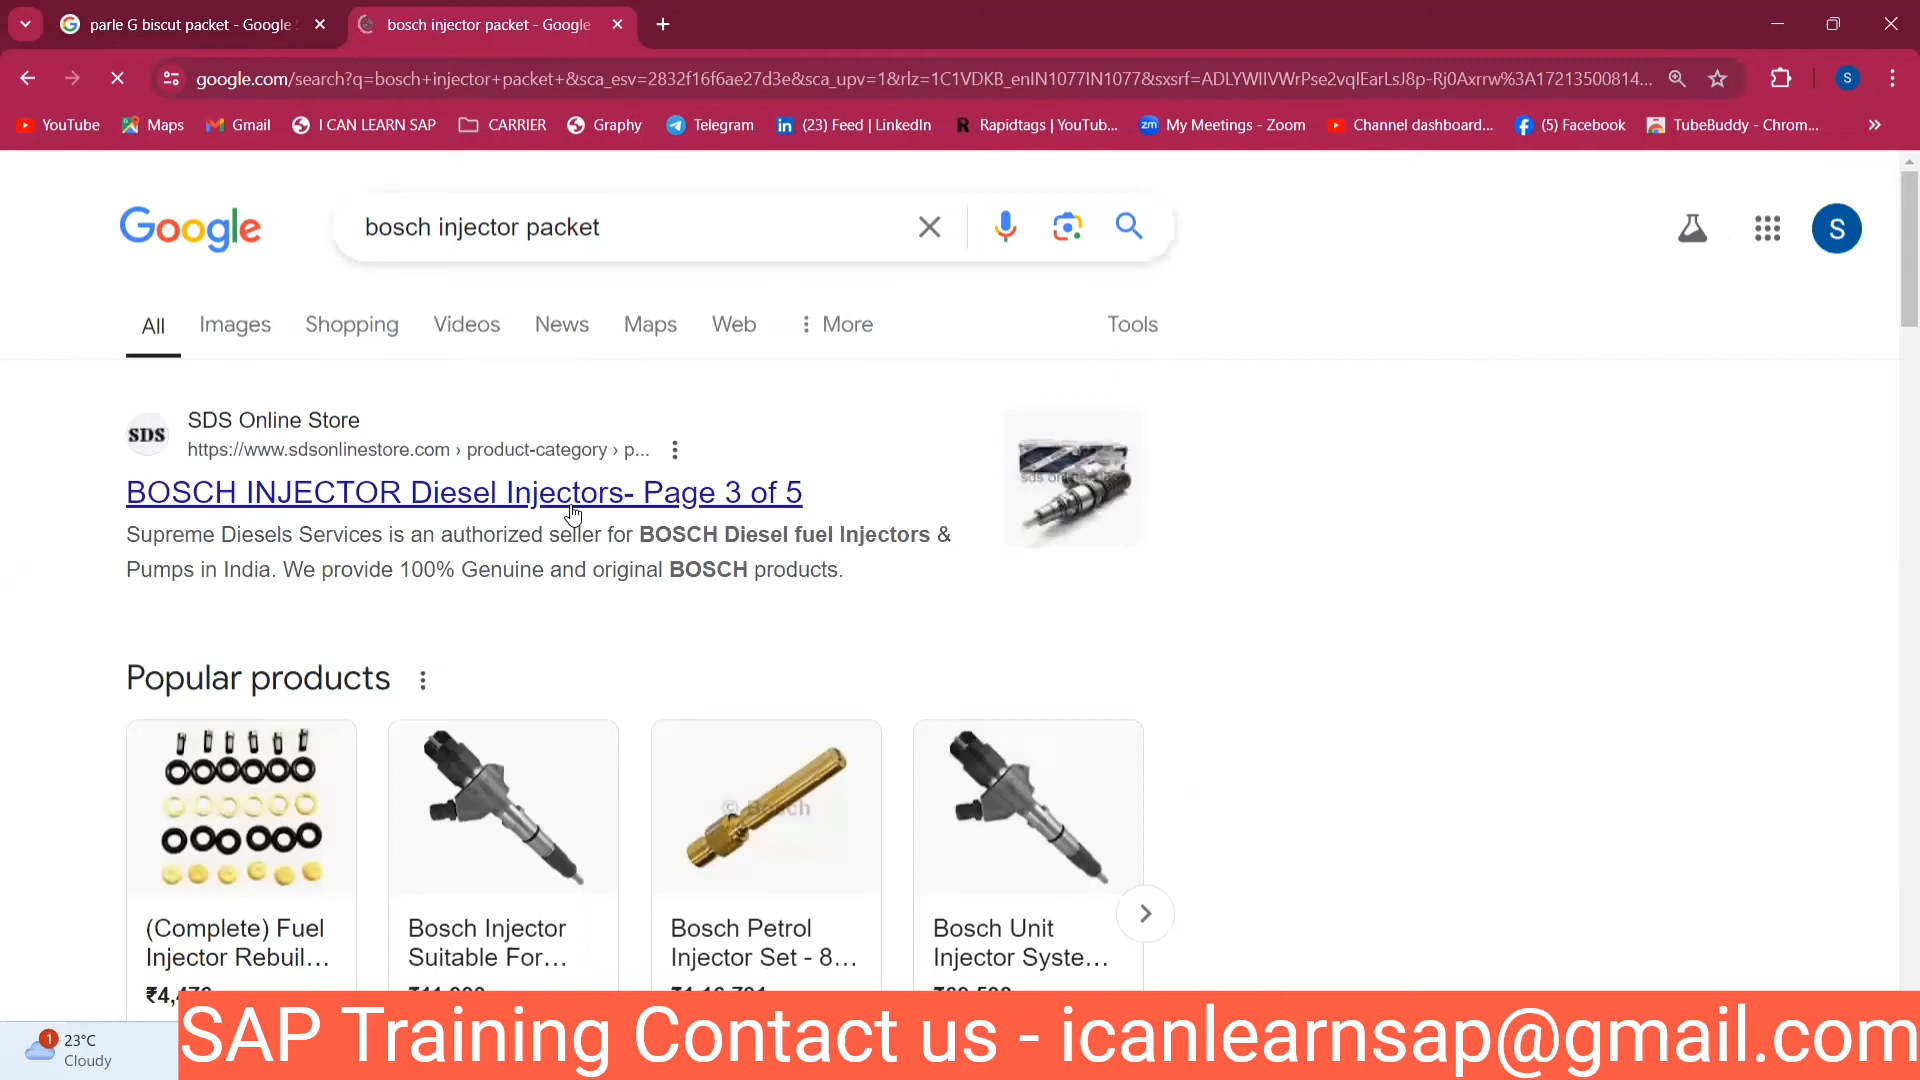 parle G biscut packet - Google
bosch injector packet - Google
google.com/search?q=bosch+injector+packet+&sca_esv=2832f16f6ae27d3e&sca_upv=1&rlz=1C1VDKB_enIN1077IN1077&sxsrf=ADLYWIIVWrPse2vqlEarLsJ8p-Rj0Axrrw%3A17213500814...
S
YouTube
Maps
Gmail
I CAN LEARN SAP
CARRIER
Graphy
Telegram
(23) Feed | LinkedIn
Rapidtags | YouTub...
My Meetings - Zoom
Channel dashboard...
(5) Facebook
TubeBuddy - Chrom...
Google
bosch injector packet
S
All
Images
Shopping
Videos
News
Maps
Web
More
Tools
SDS
SDS Online Store
https://www.sdsonlinestore.com › product-category › p...
BOSCH INJECTOR Diesel Injectors- Page 3 of 5
Supreme Diesels Services is an authorized seller for BOSCH Diesel fuel Injectors &
Pumps in India. We provide 100% Genuine and original BOSCH products.
Popular products
© Bosch
(Complete) Fuel
Injector Rebuil...
Bosch Injector
Suitable For...
Bosch Petrol
Injector Set - 8...
Bosch Unit
Injector Syste...
SAP Training Contact us - icanlearnsap@gmail.com
1
23°C
Cloudy